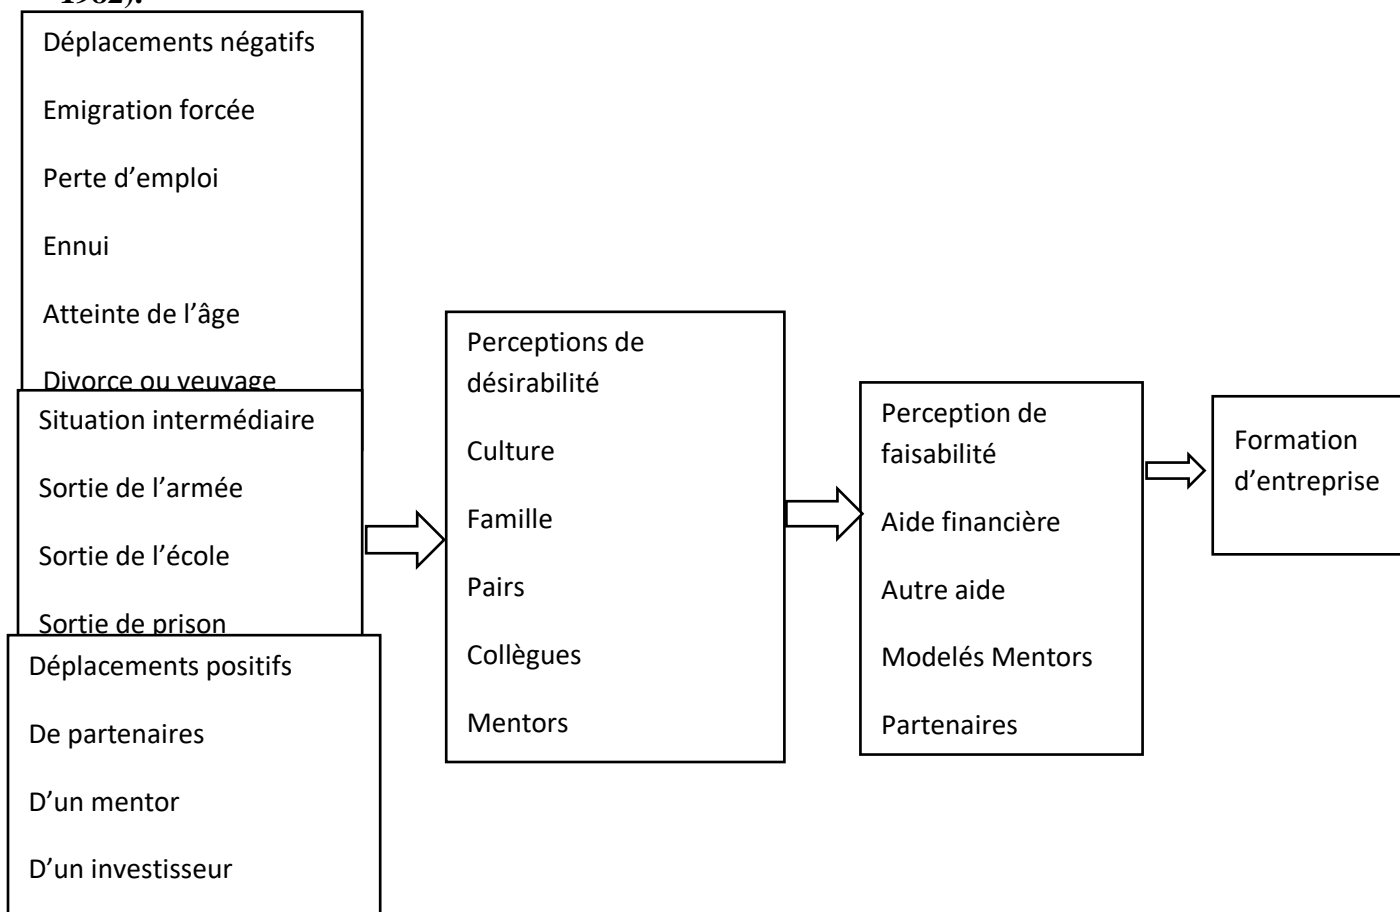 1982).
Déplacements négatifs
Emigration forcée
Perte d’emploi
Ennui
Atteinte de l’âge
Divorce ou veuvage
Situation intermédiaire
Sortie de l’armée
Sortie de l’école
Sortie de prison
Déplacements positifs
De partenaires
D’un mentor
D’un investisseur
Perceptions de
désirabilité
Culture
Famille
Pairs
Collègues
Mentors
Perception de
faisabilité
Aide financière
Autre aide
Modelés Mentors
Partenaires
Formation
d’entreprise